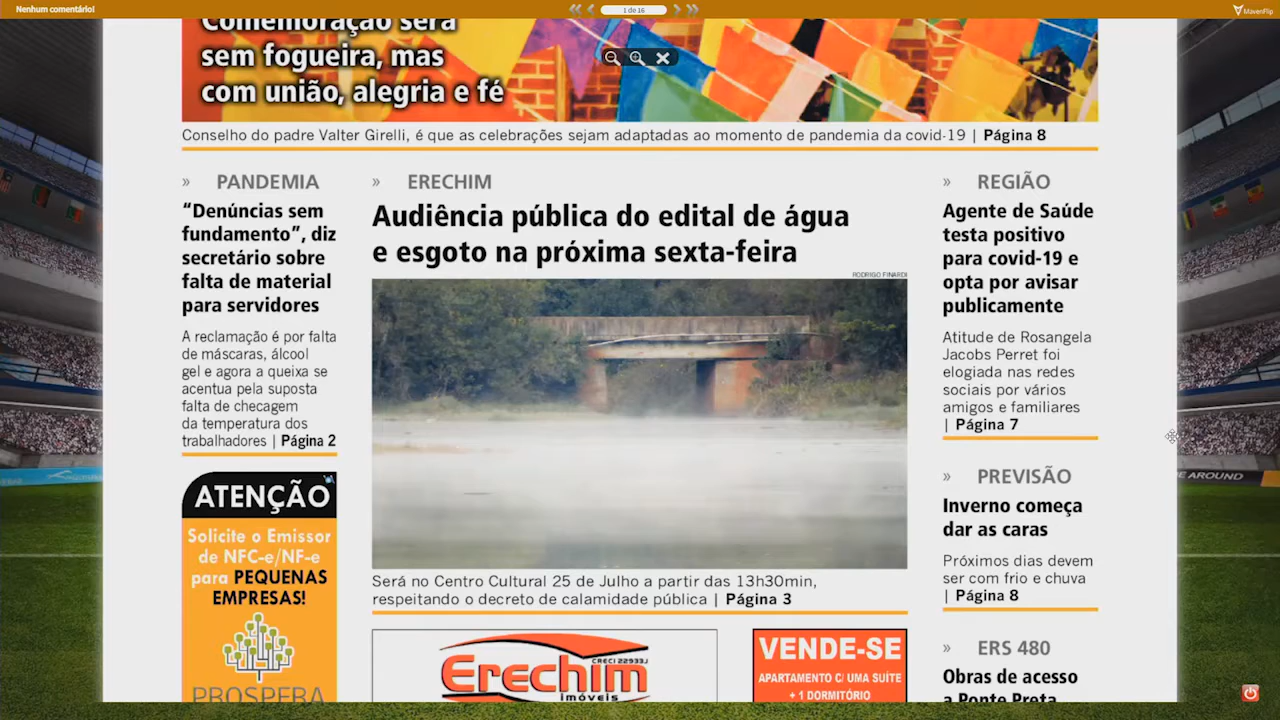 Nenhum comentário!
1 de 16
MavenFlip
Comemoração será
sem fogueira, mas
com união, alegria e fé
Conselho do padre Valter Girelli, é que as celebrações sejam adaptadas ao momento de pandemia da covid-19 | Página 8
» PANDEMIA
“Denúncias sem
fundamento”, diz
secretário sobre
falta de material
para servidores
A reclamação é por falta
de máscaras, álcool
gel e agora a queixa se
acentua pela suposta
falta de checagem
da temperatura dos
trabalhadores | Página 2
ATENÇÃO
Solicite o Emissor
de NFC-e/NF-e
para PEQUENAS
EMPRESAS!
PROSPERA
» ERECHIM
Audiência pública do edital de água
e esgoto na próxima sexta-feira
RODRIGO FINARDI
Será no Centro Cultural 25 de Julho a partir das 13h30min,
respeitando o decreto de calamidade pública | Página 3
CRECI 22933J
Erechim
imóveis
VENDE-SE
APARTAMENTO C/ UMA SUÍTE
+ 1 DORMITÓRIO
» REGIÃO
Agente de Saúde
testa positivo
para covid-19 e
opta por avisar
publicamente
Atitude de Rosangela
Jacobs Perret foi
elogiada nas redes
sociais por vários
amigos e familiares
| Página 7
» PREVISÃO
Inverno começa
dar as caras
Próximos dias devem
ser com frio e chuva
| Página 8
» ERS 480
Obras de acesso
a Ponte Preta
AROUND